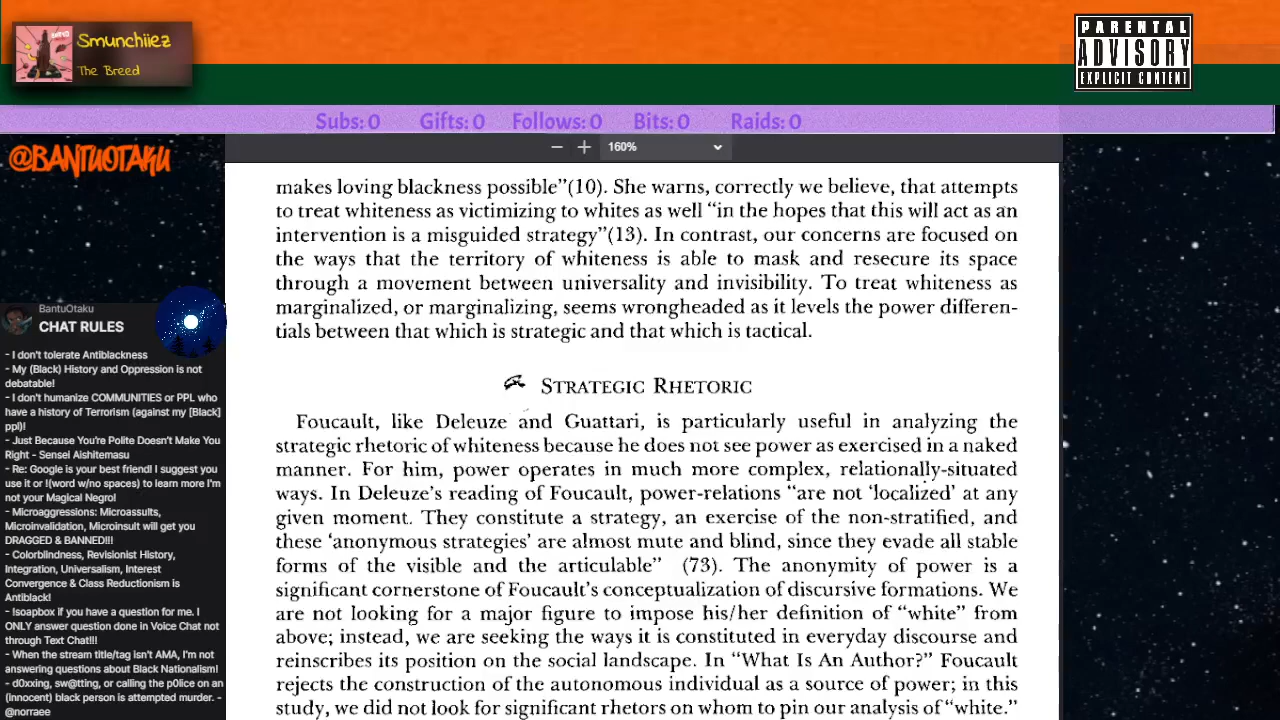 Smunchiiez
The Breed
PARENTAL
ADVISORY
EXPLICIT CONTENT
Subs: 0 Gifts: 0 Follows: 0 Bits: 0 Raids: 0
@BANTUOTAKU
160%
makes loving blackness possible”(10). She warns, correctly we believe, that attempts
to treat whiteness as victimizing to whites as well “in the hopes that this will act as an
intervention is a misguided strategy”(13). In contrast, our concerns are focused on
the ways that the territory of whiteness is able to mask and resecure its space
through a movement between universality and invisibility. To treat whiteness as
marginalized, or marginalizing, seems wrongheaded as it levels the power differen-
tials between that which is strategic and that which is tactical.
STRATEGIC RHETORIC
Foucault, like Deleuze and Guattari, is particularly useful in analyzing the
strategic rhetoric of whiteness because he does not see power as exercised in a naked
manner. For him, power operates in much more complex, relationally-situated
ways. In Deleuze’s reading of Foucault, power-relations “are not ‘localized’ at any
given moment. They constitute a strategy, an exercise of the non-stratified, and
these ‘anonymous strategies’ are almost mute and blind, since they evade all stable
forms of the visible and the articulable” (73). The anonymity of power is a
significant cornerstone of Foucault’s conceptualization of discursive formations. We
are not looking for a major figure to impose his/her definition of “white” from
above; instead, we are seeking the ways it is constituted in everyday discourse and
reinscribes its position on the social landscape. In “What Is An Author?” Foucault
rejects the construction of the autonomous individual as a source of power; in this
study, we did not look for significant rhetors on whom to pin our analysis of “white.”
BantuOtaku
CHAT RULES
- I don't tolerate Antiblackness
- My (Black) History and Oppression is not
debatable!
- I don't humanize COMMUNITIES or PPL who
have a history of Terrorism (against my [Black]
ppl)!
- Just Because You're Polite Doesn't Make You
Right - Sensei Aishitemasu
- Re: Google is your best friend! I suggest you
use it or !(word w/no spaces) to learn more I'm
not your Magical Negro!
- Microaggressions: Microassults,
Microinvalidation, Microinsult will get you
DRAGGED & BANNED!!!
- Colorblindness, Revisionist History,
Integration, Universalism, Interest
Convergence & Class Reductionism is
Antiblack!
- !soapbox if you have a question for me. I
ONLY answer question done in Voice Chat not
through Text Chat!!!
- When the stream title/tag isn't AMA, I'm not
answering questions about Black Nationalism!
- d0xxing, sw@tting, or calling the p0lice on an
(Innocent) black person is attempted murder. -
@norraee